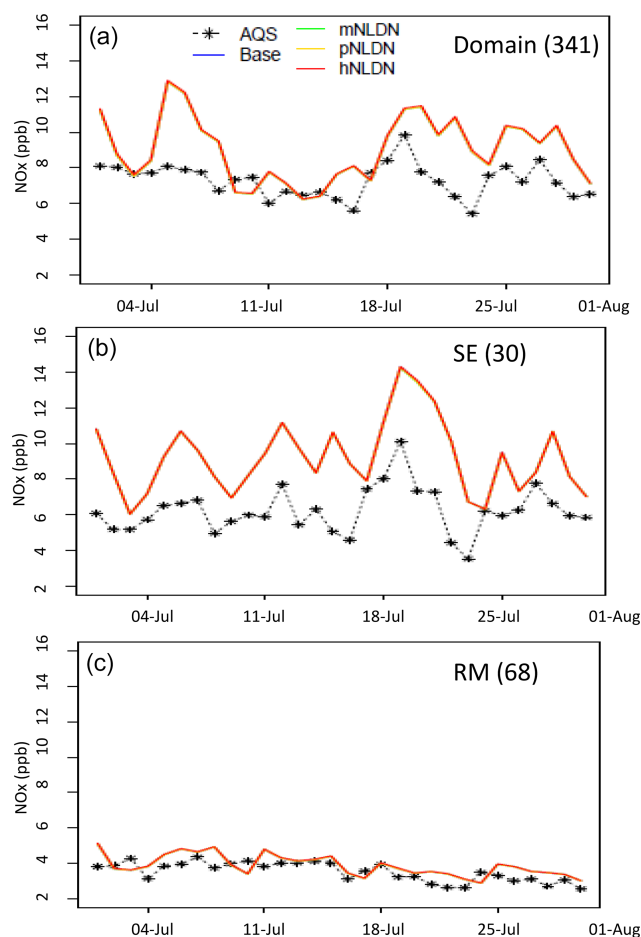 (a)
AQS
mNLDN
Base
pNLDN
hNLDN
Domain (341)
NOx (ppb)
16
14
12
10
8
6
4
2
04-Jul 11-Jul 18-Jul 25-Jul 01-Aug
(b)
SE (30)
NOx (ppb)
16
14
12
10
8
6
4
2
04-Jul 11-Jul 18-Jul 25-Jul 01-Aug
(c)
RM (68)
NOx (ppb)
16
14
12
10
8
6
4
2
04-Jul 11-Jul 18-Jul 25-Jul 01-Aug